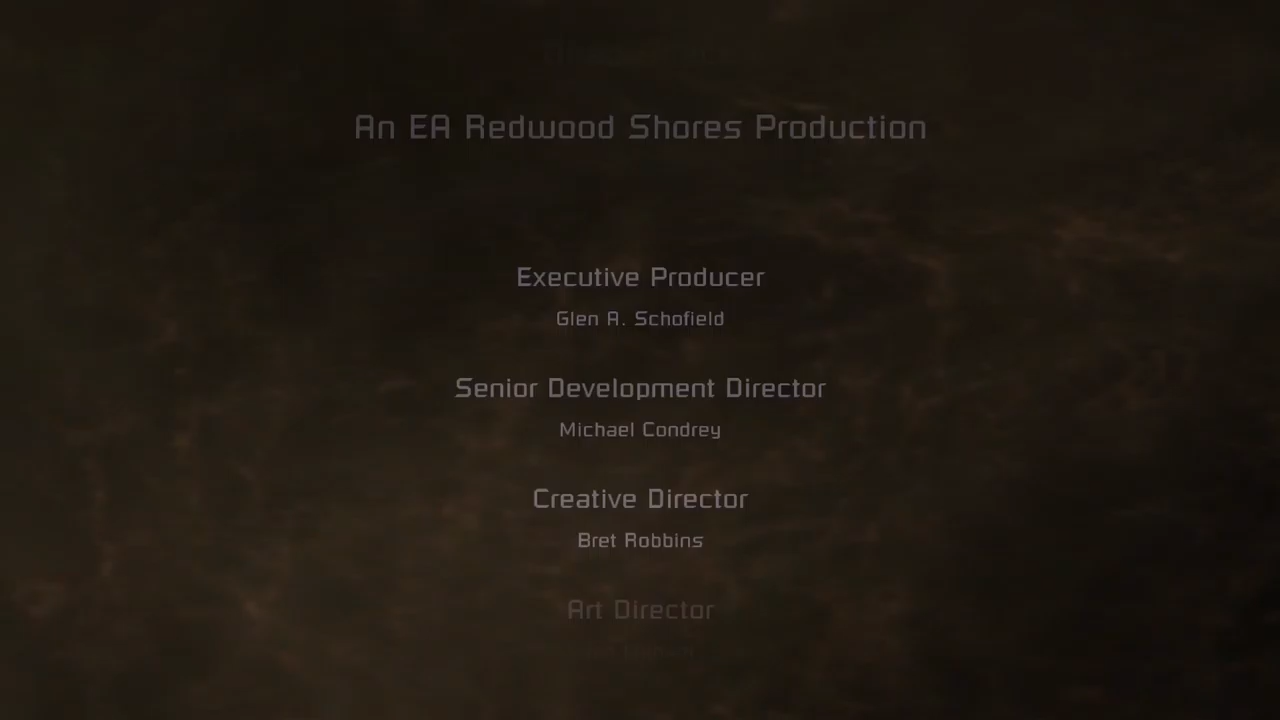 An EA Redwood Shores Production
Executive Producer
Glen A. Schofield
Senior Development Director
Michael Condrey
Creative Director
Bret Robbins
Art Director